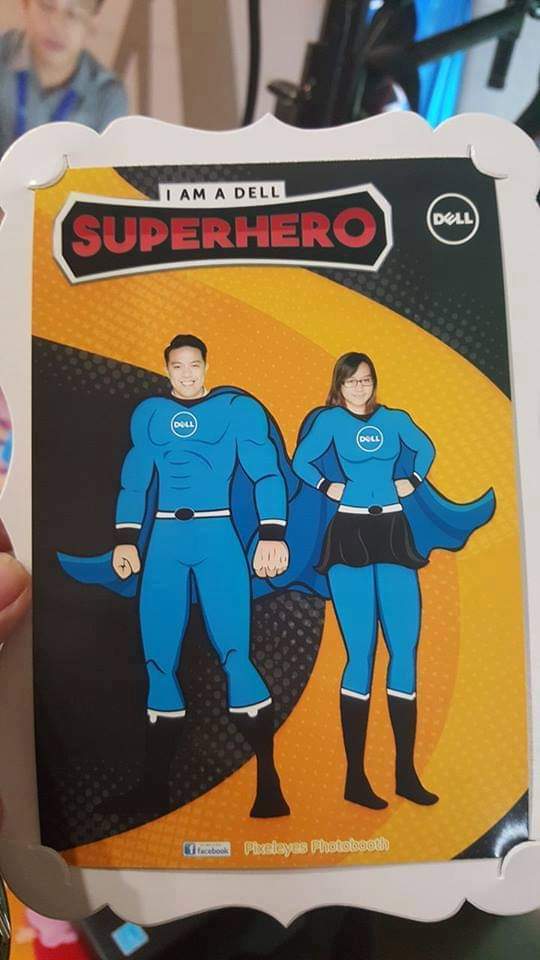 I AM A DELL
SUPERHERO
DELL
DELL
DELL
facebook
Pixeleyes Photobooth